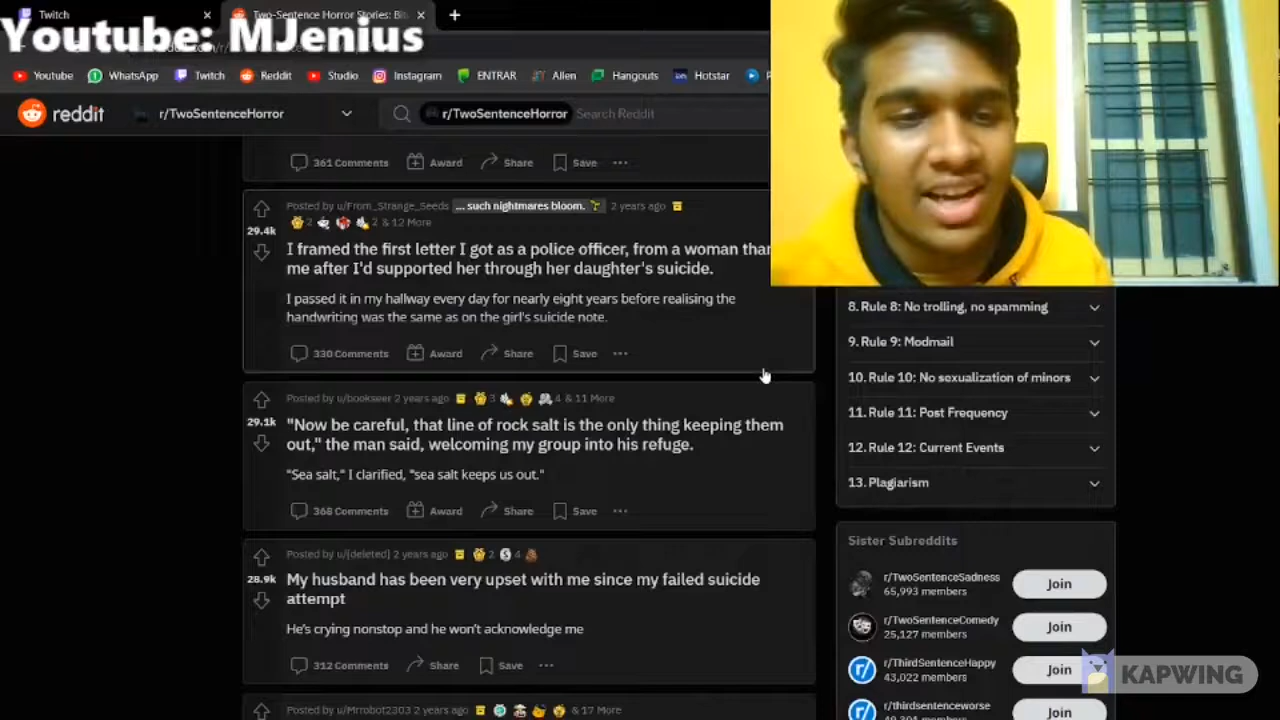 Twitch
Two-Sentence Horror Stories: Bit
Youtube: MJenius
Youtube WhatsApp Twitch Reddit Studio Instagram ENTRAR Alien Hangouts Hotstar
reddit r/TwoSentenceHorror r/TwoSentenceHorror Search Reddit
361 Comments Award Share Save
Posted by u/From_Strange_Seeds ... such nightmares bloom. 2 years ago
2 2 & 12 More
29.4k
I framed the first letter I got as a police officer, from a woman
me after I'd supported her through her daughter's suicide.
I passed it in my hallway every day for nearly eight years before realising the
handwriting was the same as on the girl's suicide note.
330 Comments Award Share Save
Posted by u/bookseer 2 years ago 3 4 & 11 More
29.1k
"Now be careful, that line of rock salt is the only thing keeping them
out," the man said, welcoming my group into his refuge.
"Sea salt," I clarified, "sea salt keeps us out."
368 Comments Award Share Save
Posted by u/[deleted] 2 years ago 2 4
28.9k
My husband has been very upset with me since my failed suicide
attempt
He's crying nonstop and he won't acknowledge me
312 Comments Share Save
Posted by u/Mrrobot2303 2 years ago & 17 More
8. Rule 8: No trolling, no spamming
9. Rule 9: Modmail
10. Rule 10: No sexualization of minors
11. Rule 11: Post Frequency
12. Rule 12: Current Events
13. Plagiarism
Sister Subreddits
r/TwoSentenceSadness
65,993 members
Join
r/TwoSentenceComedy
25,127 members
Join
r/ThirdSentenceHappy
43,022 members
Join
r/thirdsentenceworse
Join
KAPWING